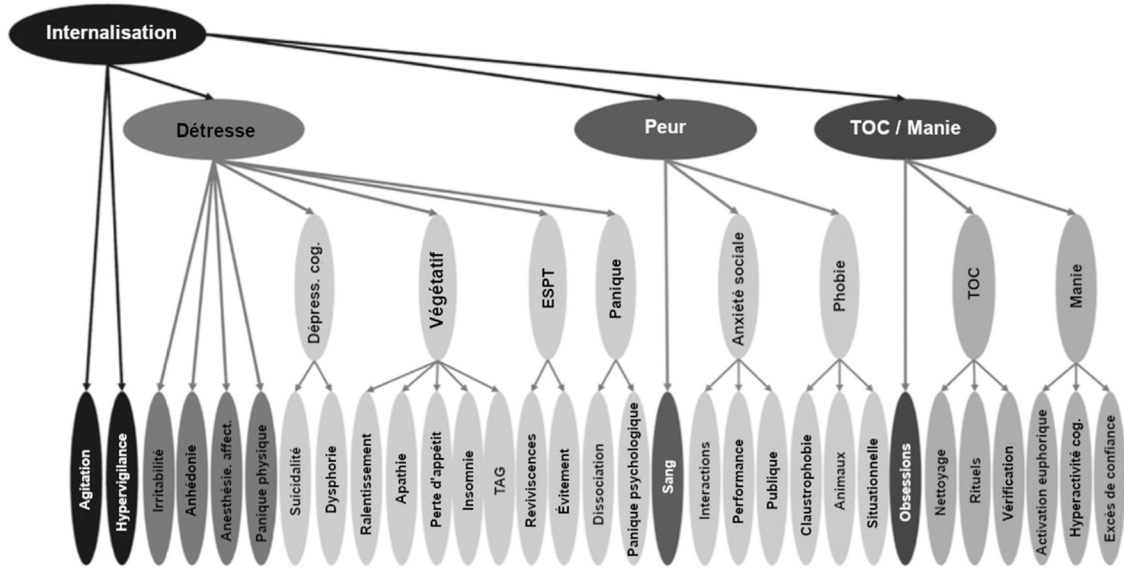 Internalisation
Détresse
Peur
TOC / Manie
Dépress. cog.
Végétatif
ESPT
Panique
Anxiété sociale
Phobie
TOC
Manie
Agitation
Hypervigilance
Irritabilité
Anhédonie
Anesthésie. affect.
Panique physique
Suicidalité
Dysphorie
Ralentissement
Apathie
Perte d'appétit
Insomnie
TAG
Reviviscences
Évitement
Dissociation
Panique psychologique
Sang
Interactions
Performance
Publique
Claustrophobie
Animaux
Situationnelle
Obsessions
Nettoyage
Rituels
Vérification
Activation euphorique
Hyperactivité cog.
Excès de confiance